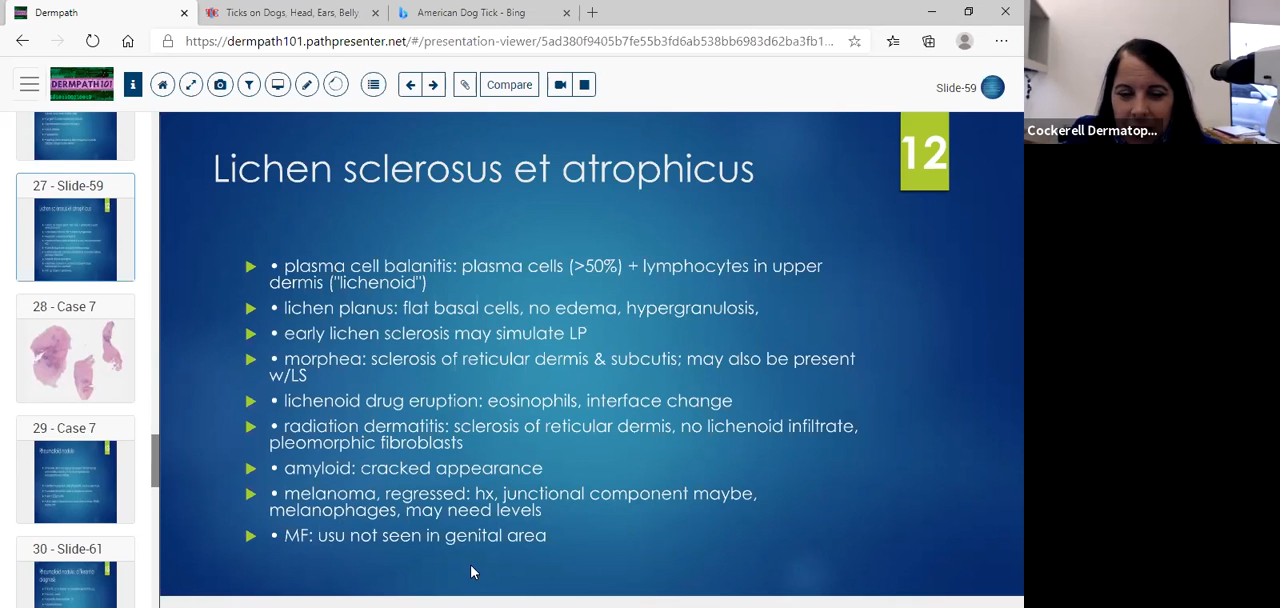 Dermpath
Ticks on Dogs, Head, Ears, Belly
American Dog Tick - Bing
https://dermpath101.pathpresenter.net/#/presentation-viewer/5ad380f9405b7fe55b3fd6ab538bb6983d62ba3fb1...
DERMPATH 101
Compare
Slide-59
Cockerell Dermatop...
27 - Slide-59
28 - Case 7
29 - Case 7
30 - Slide-61
Lichen sclerosus et atrophicus
12
• plasma cell balanitis: plasma cells (>50%) + lymphocytes in upper
dermis ("lichenoid")
• lichen planus: flat basal cells, no edema, hypergranulosis,
• early lichen sclerosis may simulate LP
• morphea: sclerosis of reticular dermis & subcutis; may also be present
w/LS
• lichenoid drug eruption: eosinophils, interface change
• radiation dermatitis: sclerosis of reticular dermis, no lichenoid infiltrate,
pleomorphic fibroblasts
• amyloid: cracked appearance
• melanoma, regressed: hx, junctional component maybe,
melanophages, may need levels
• MF: usu not seen in genital area